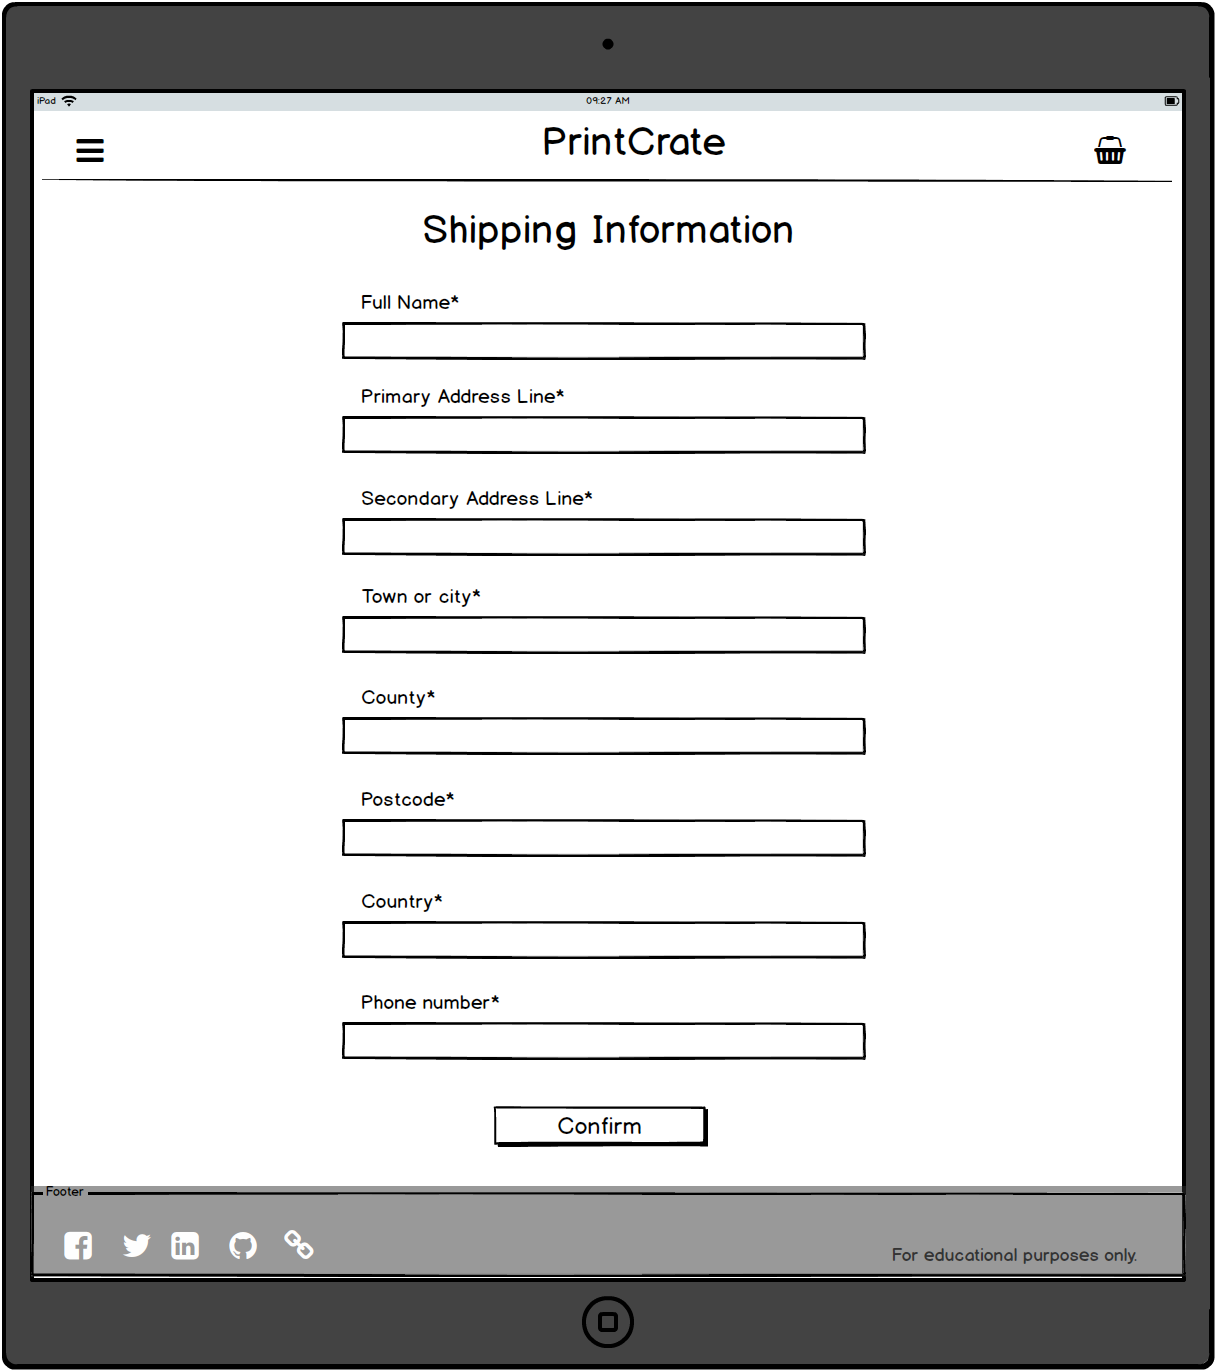 iPad
09:27 AM
PrintCrate
Shipping Information
Full Name*
Primary Address Line*
Secondary Address Line*
Town or city*
County*
Postcode*
Country*
Phone number*
Confirm
Footer
For educational purposes only.